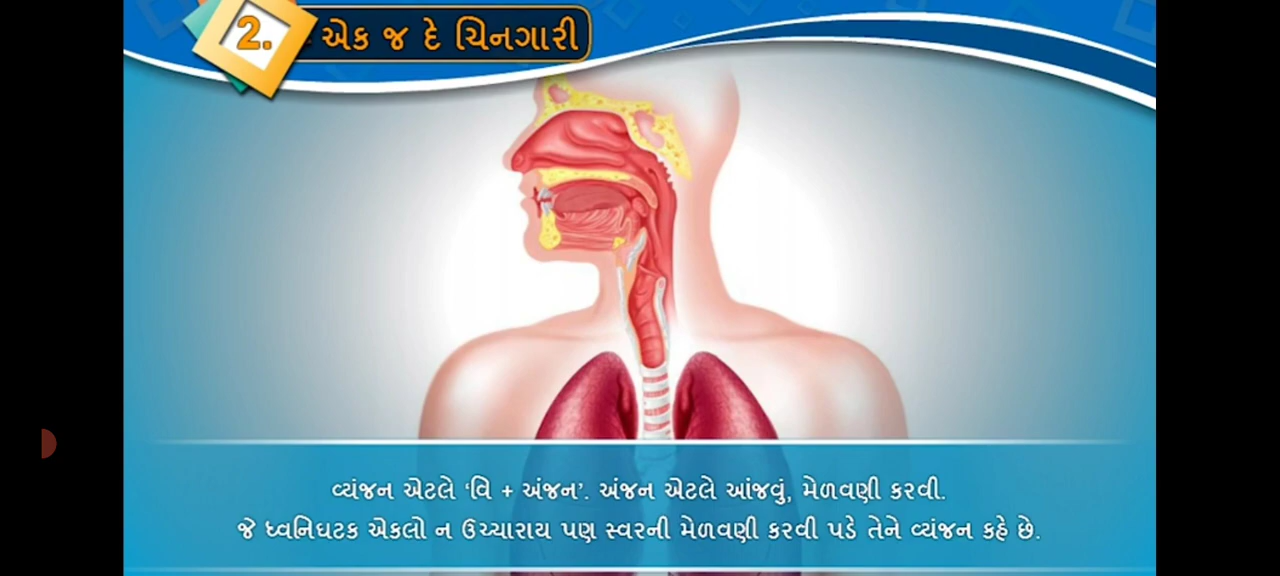 2. એક જ દે ચિનગારી
વ્યંજન એટલે ‘વિ + અંજન’. અંજન એટલે આંજવું, મેળવણી કરવી.
જે ધ્વનિઘટક એકલો ન ઉચ્ચારાય પણ સ્વરની મેળવણી કરવી પડે તેને વ્યંજન કહે છે.